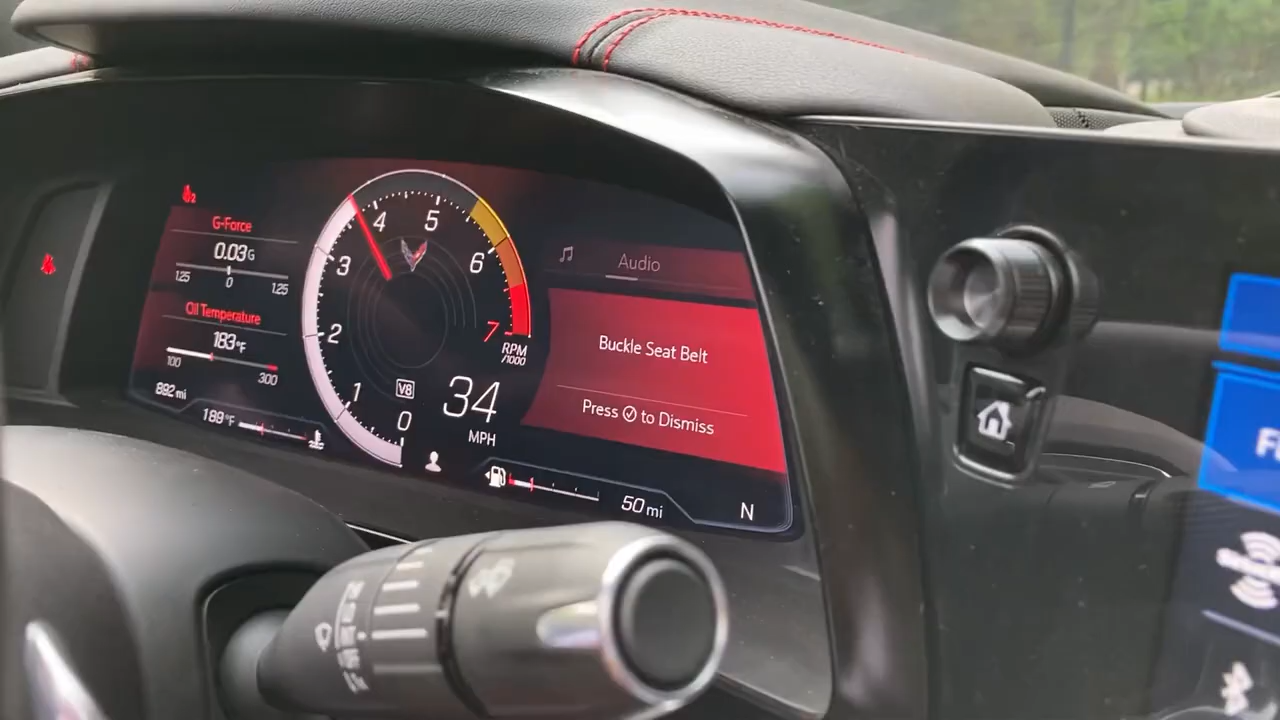 G-Force
0.03G
1.25 0 1.25
Oil Temperature
183°F
100 300
892 mi
189°F
0
1
2
3
4
5
6
7
RPM
/1000
V8
34
MPH
Audio
Buckle Seat Belt
Press to Dismiss
50 mi
N